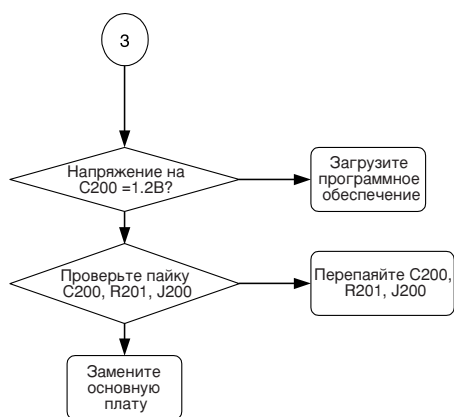 3
Напряжение на
C200 =1.2В?
Загрузите
программное
обеспечение
Проверьте пайку
C200, R201, J200
Перепаяйте C200,
R201, J200
Замените
основную
плату